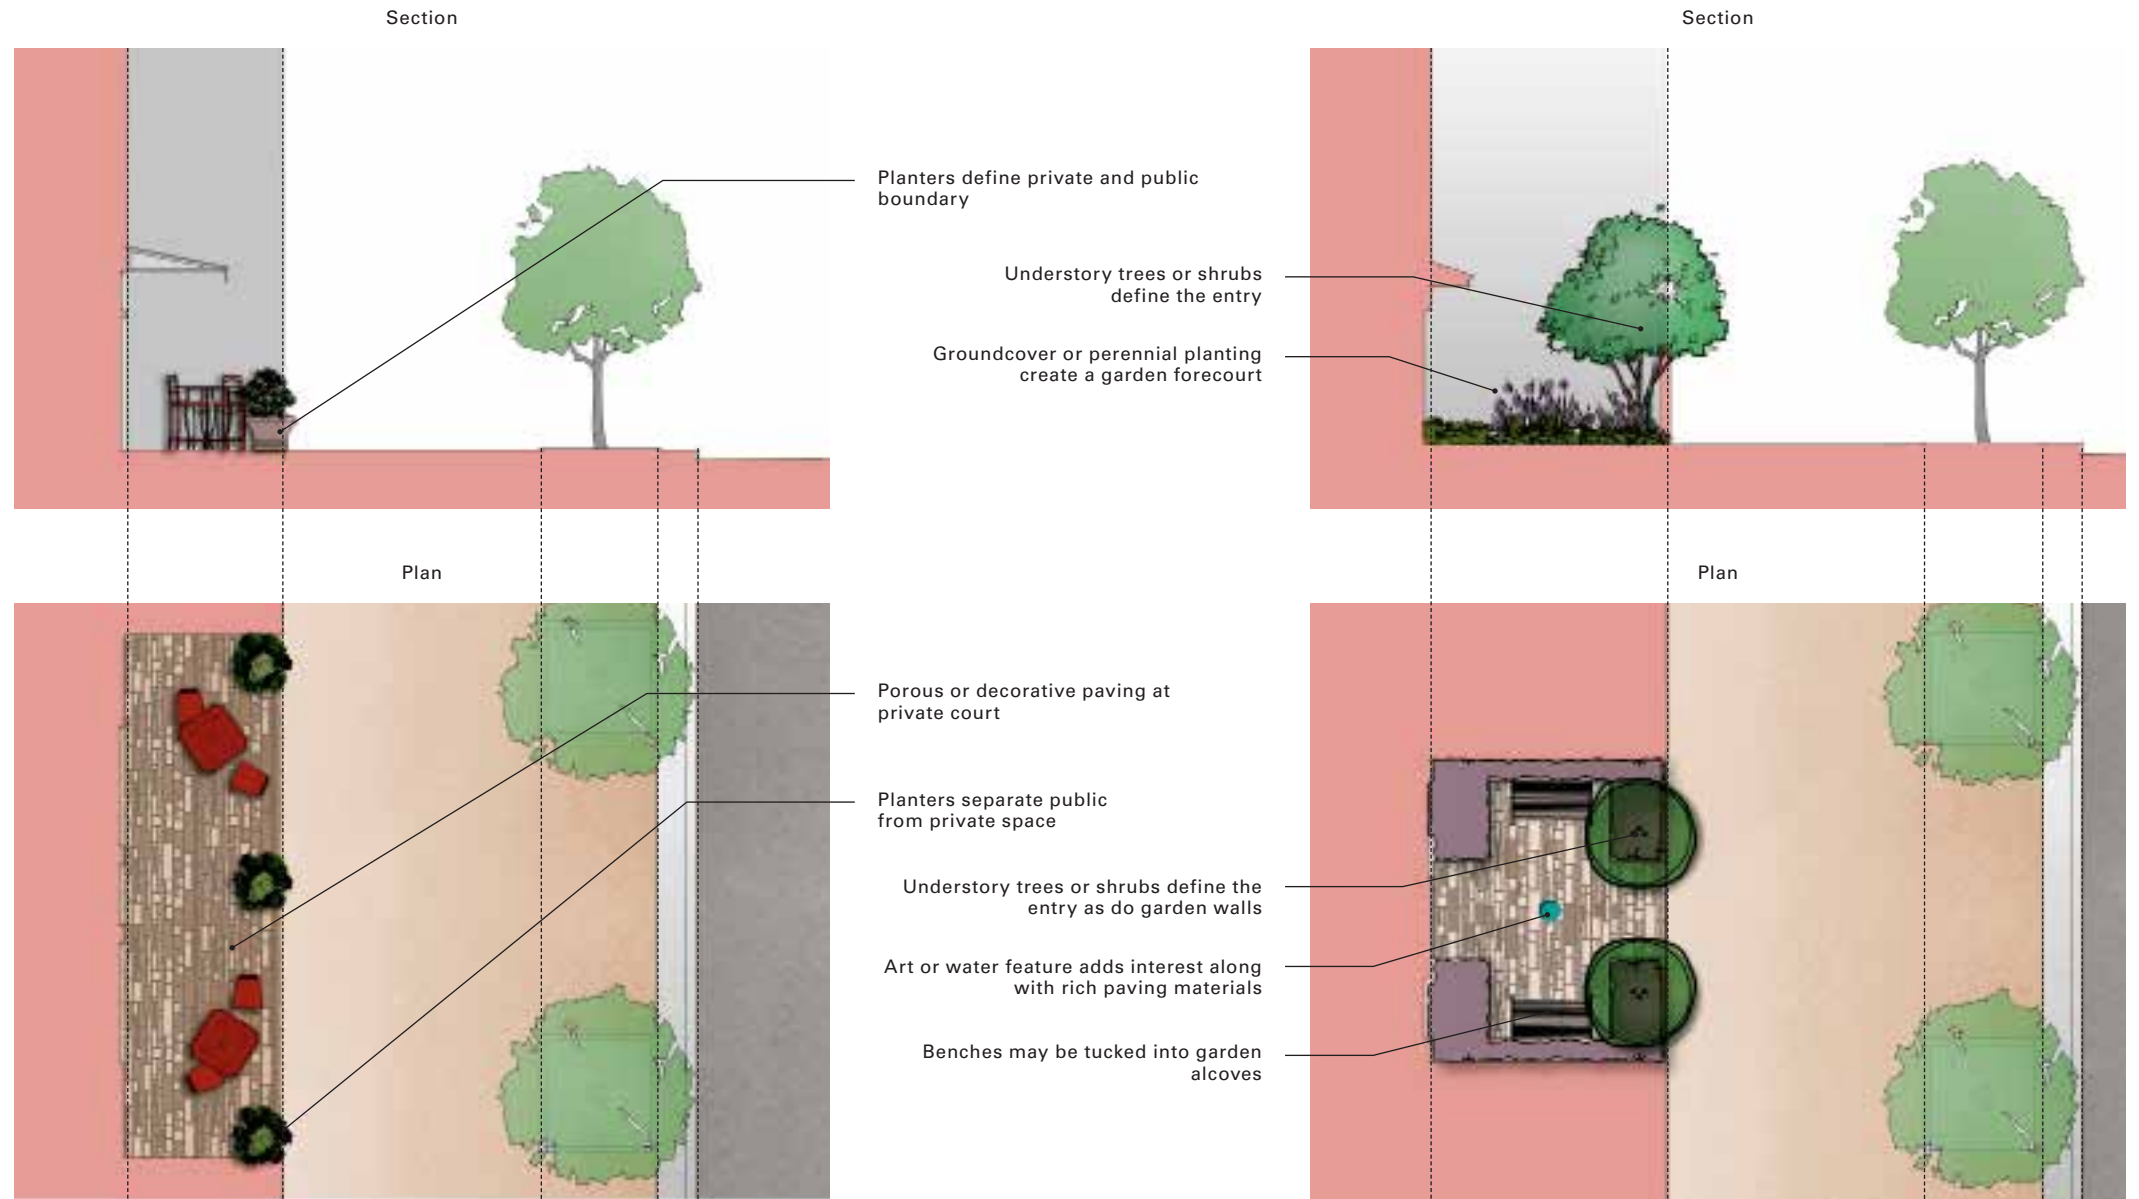 Section
Section
Planters define private and public
boundary
Understory trees or shrubs
define the entry
Groundcover or perennial planting
create a garden forecourt
Plan
Plan
Porous or decorative paving at
private court
Planters separate public
from private space
Understory trees or shrubs define the
entry as do garden walls
Art or water feature adds interest along
with rich paving materials
Benches may be tucked into garden
alcoves